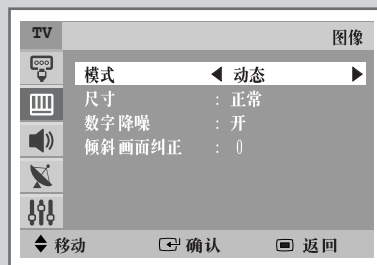 TV 图像
模式 ◀ 动态 ▶
尺寸 : 正常
数字降噪 : 开
倾斜画面纠正 : 0
移动 确认 返回